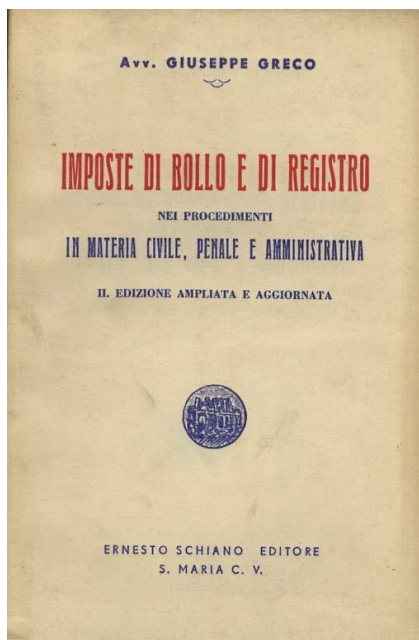 Avv. GIUSEPPE GRECO
IMPOSTE DI BOLLO E DI REGISTRO
NEI PROCEDIMENTI
IN MATERIA CIVILE, PENALE E AMMINISTRATIVA
II. EDIZIONE AMPLIATA E AGGIORNATA
ERNESTO SCHIANO EDITORE
S. MARIA C. V.